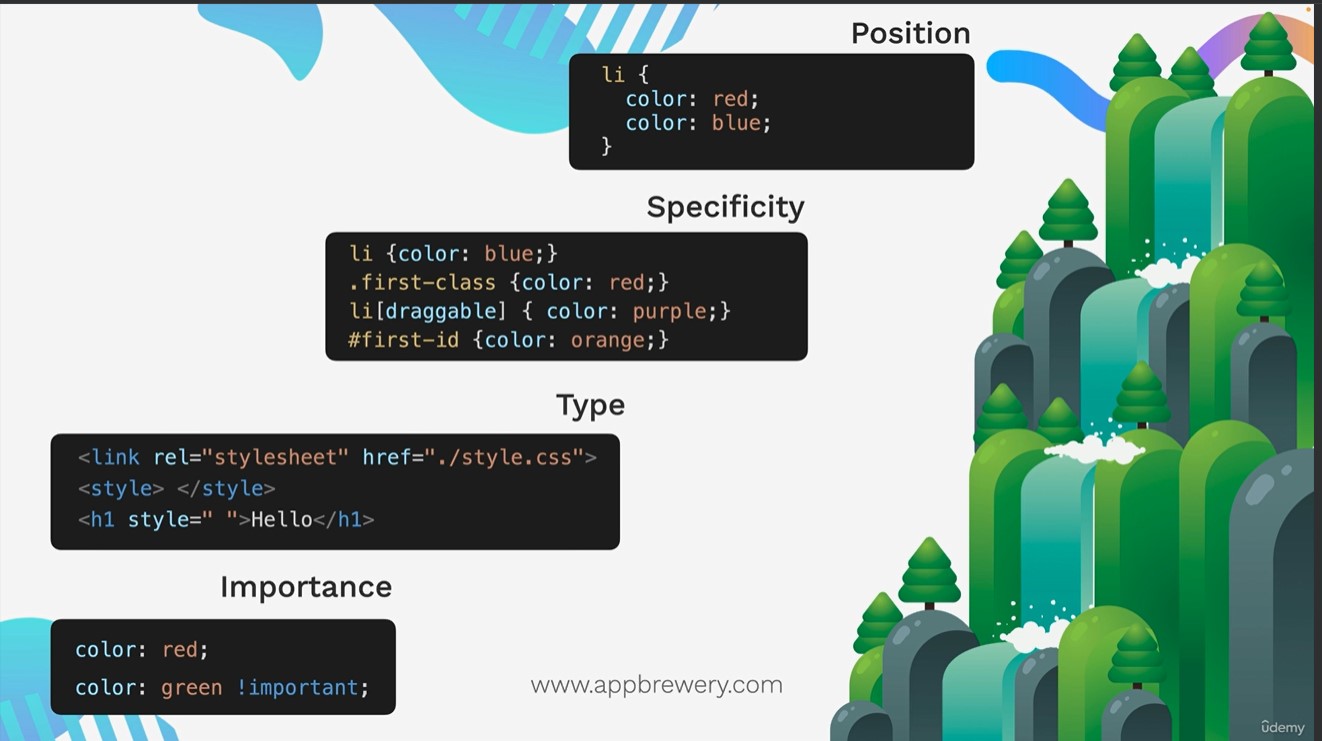 Position
li {
  color: red;
  color: blue;
}
Specificity
li {color: blue;}
.first-class {color: red;}
li[draggable] { color: purple;}
#first-id {color: orange;}
Type
<link rel="stylesheet" href="./style.css">
<style> </style>
<h1 style=" ">Hello</h1>
Importance
color: red;
color: green !important;
www.appbrewery.com
ûdemy